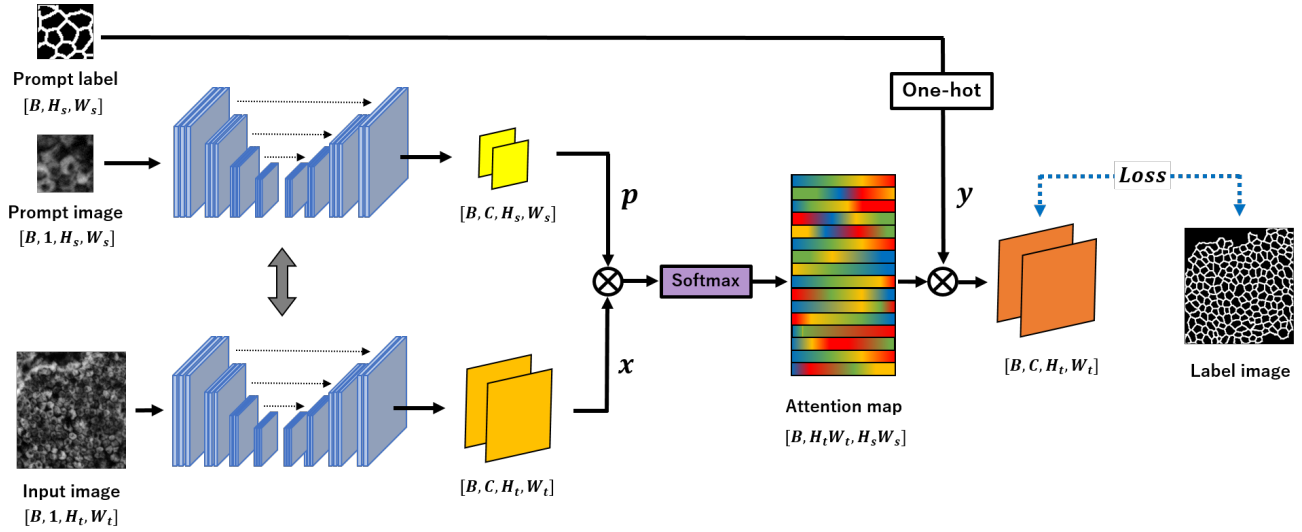 Prompt label
[B, H_s, W_s]
One-hot
Prompt image
[B, 1, H_s, W_s]
[B, C, H_s, W_s]
p
y
Loss
Softmax
x
Input image
[B, 1, H_t, W_t]
[B, C, H_t, W_t]
Attention map
[B, H_tW_t, H_sW_s]
[B, C, H_t, W_t]
Label image